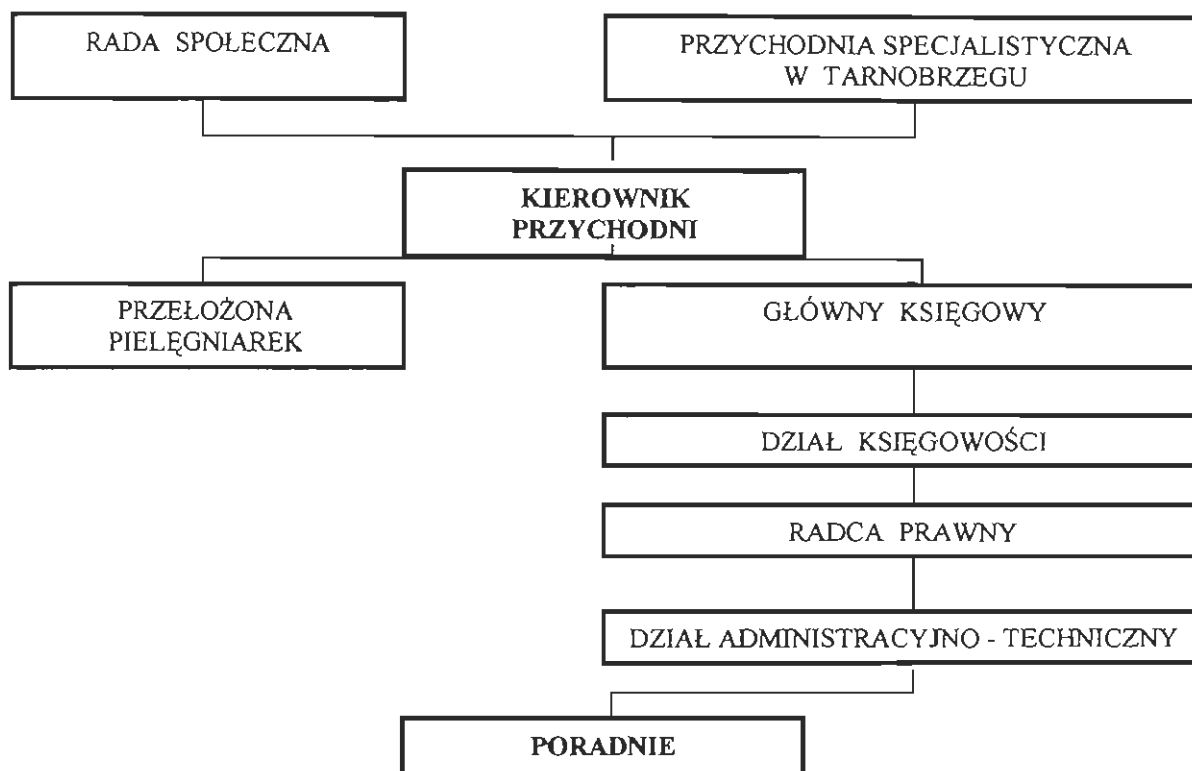 RADA SPOŁECZNA
PRZYCHODNIA SPECJALISTYCZNA
W TARNOBRZEGU
KIEROWNIK
PRZYCHODNI
PRZEŁOŻONA
PIELĘGNIAREK
GŁÓWNY KSIĘGOWY
DZIAŁ KSIĘGOWOŚCI
RADCA PRAWNY
DZIAŁ ADMINISTRACYJNO - TECHNICZNY
PORADNIE